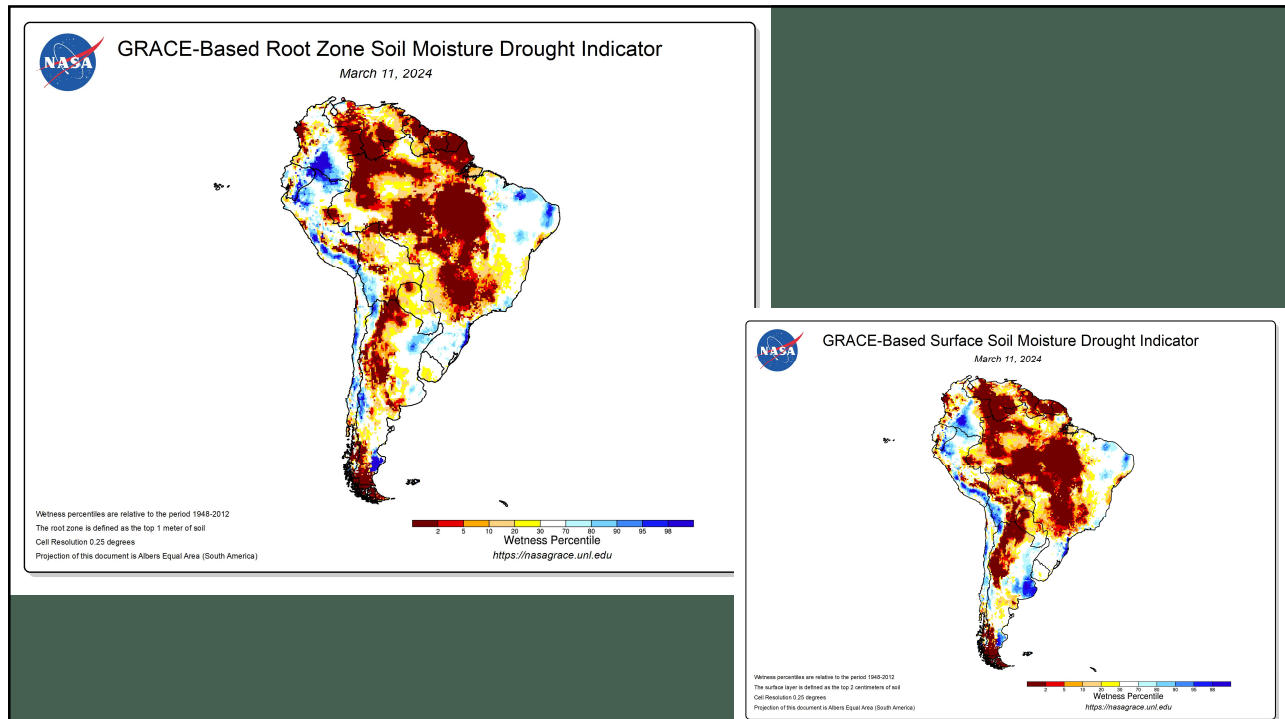 NASA
GRACE-Based Root Zone Soil Moisture Drought Indicator
March 11, 2024
Wetness percentiles are relative to the period 1948-2012
The root zone is defined as the top 1 meter of soil
Cell Resolution 0.25 degrees
Projection of this document is Albers Equal Area (South America)
2 5 10 20 30 70 80 90 95 98
Wetness Percentile
https://nasagrace.unl.edu
NASA
GRACE-Based Surface Soil Moisture Drought Indicator
March 11, 2024
Wetness percentiles are relative to the period 1948-2012
The surface layer is defined as the top 2 centimeters of soil
Cell Resolution 0.25 degrees
Projection of this document is Albers Equal Area (South America)
2 5 10 20 30 70 80 90 95 98
Wetness Percentile
https://nasagrace.unl.edu